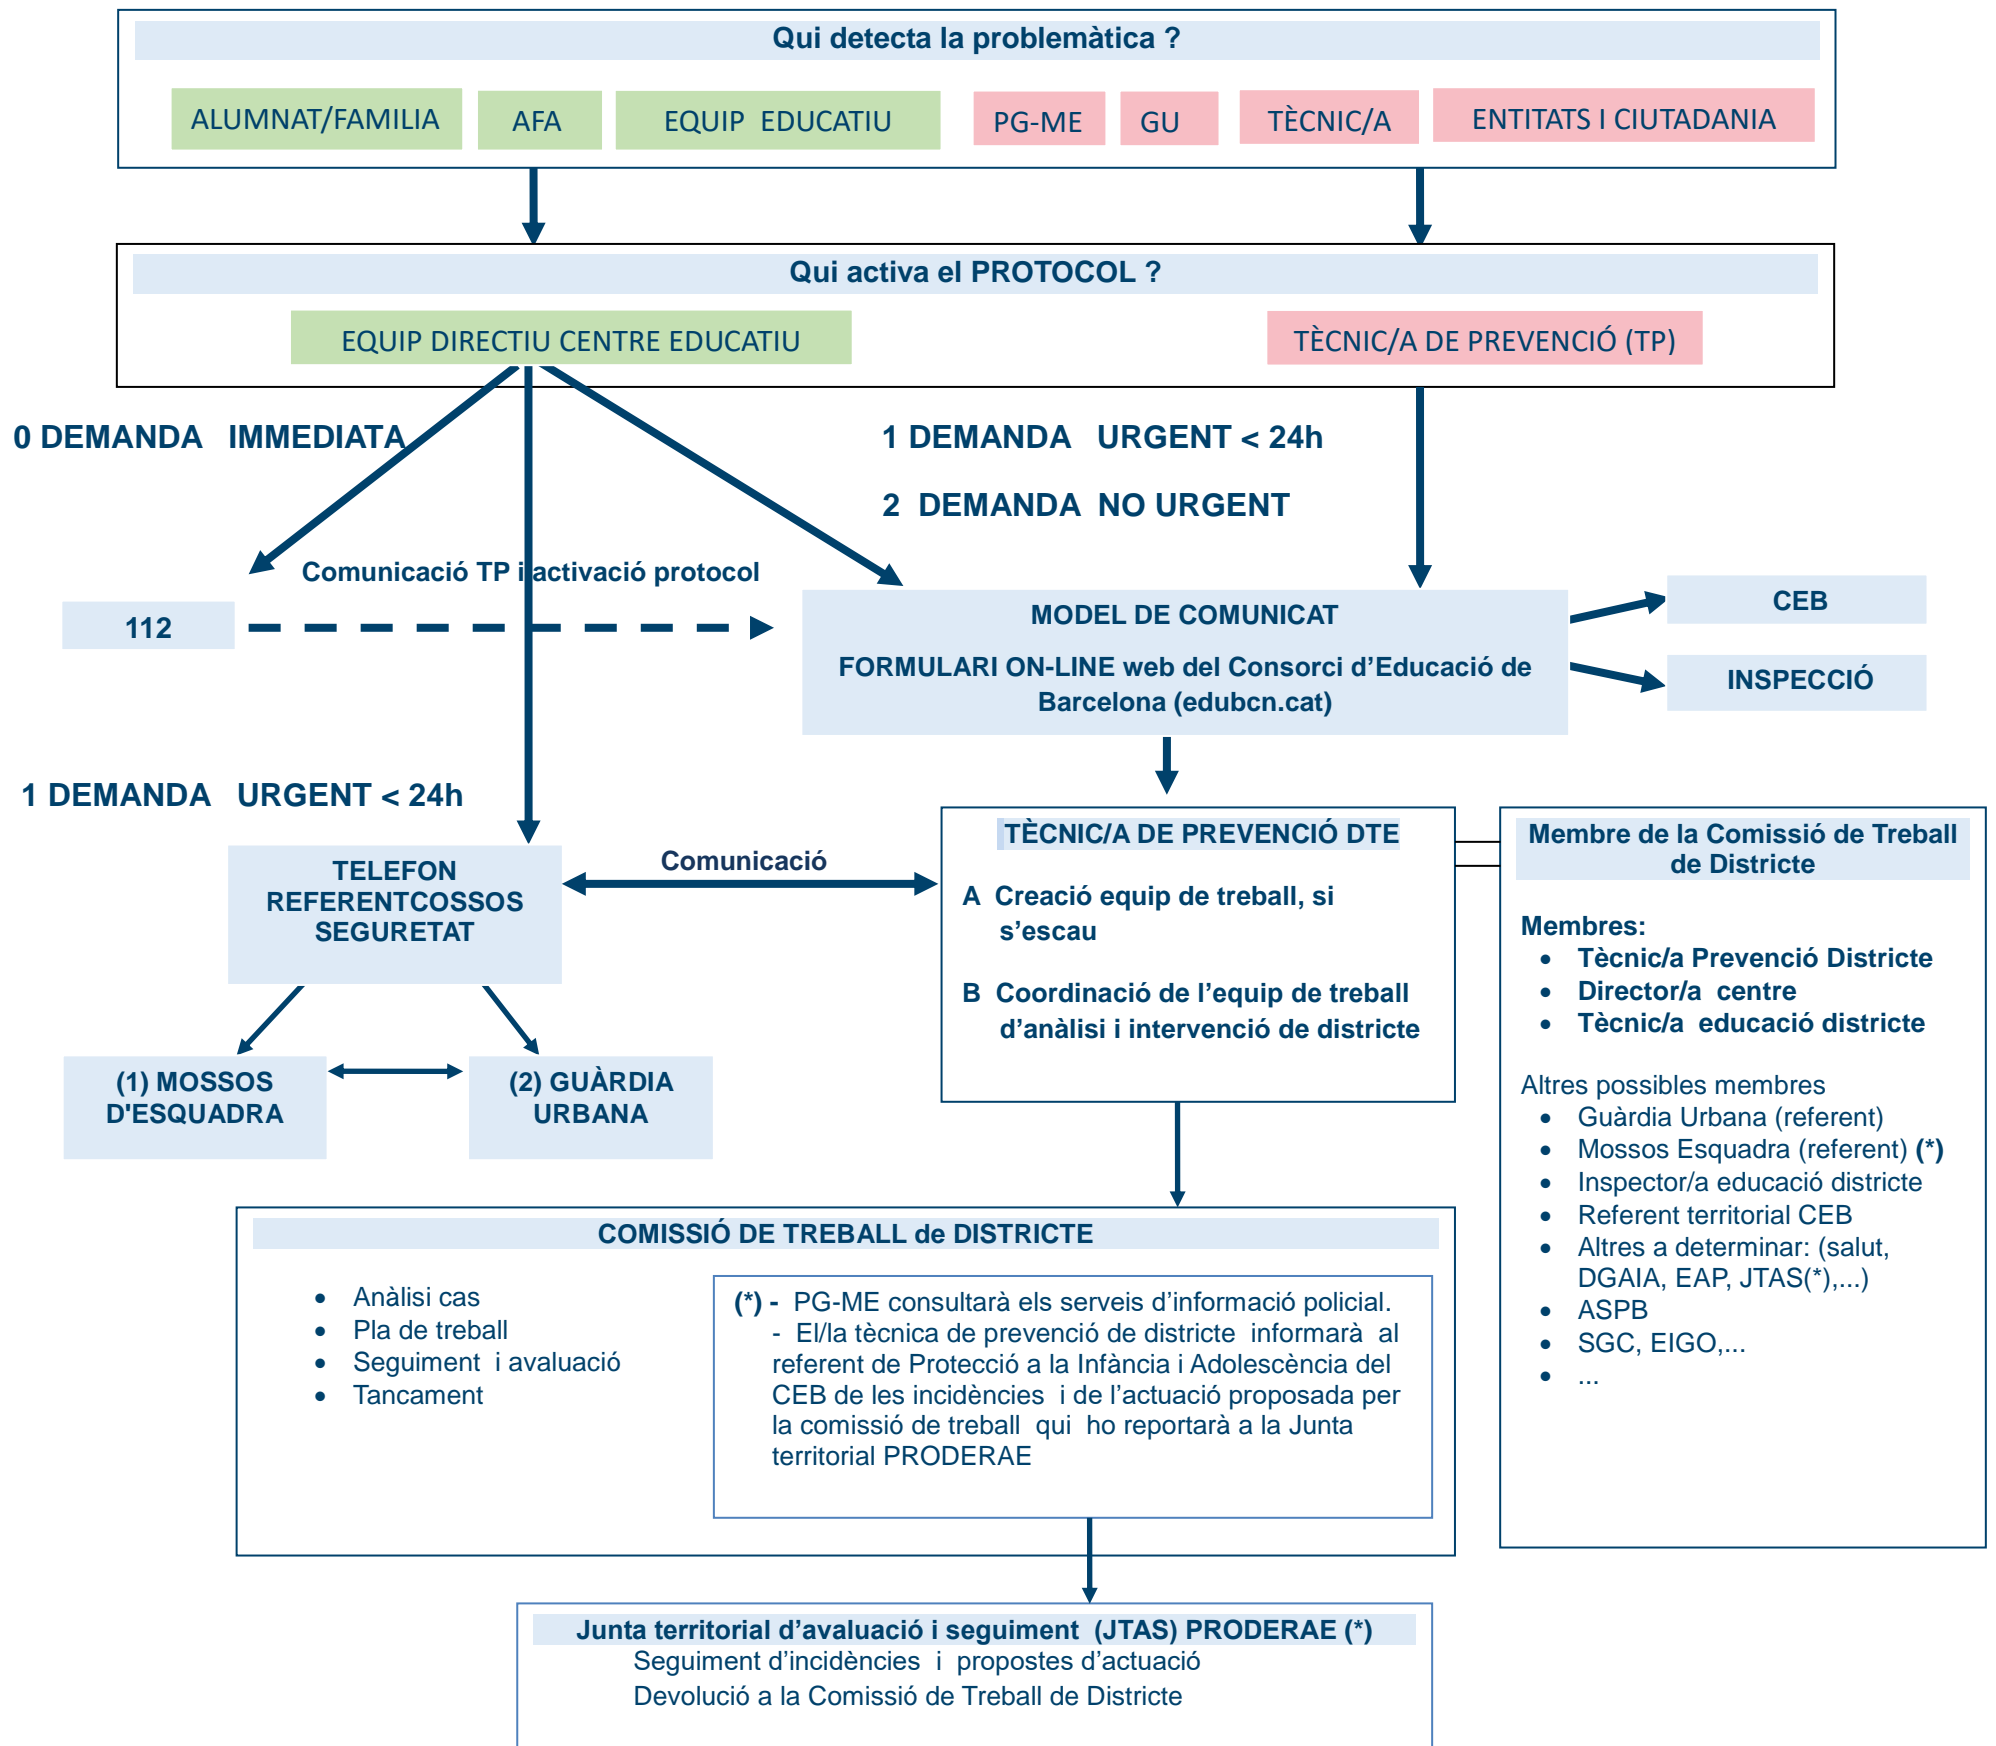 Qui detecta la problemàtica ?
ALUMNAT/FAMILIA
AFA
EQUIP EDUCATIU
PG-ME
GU
TÈCNIC/A
ENTITATS I CIUTADANIA
Qui activa el PROTOCOL ?
EQUIP DIRECTIU CENTRE EDUCATIU
TÈCNIC/A DE PREVENCIÓ (TP)
0 DEMANDA IMMEDIATA
1 DEMANDA URGENT < 24h
2 DEMANDA NO URGENT
Comunicació TP i activació protocol
112
MODEL DE COMUNICAT
FORMULARI ON-LINE web del Consorci d’Educació de
Barcelona (edubcn.cat)
CEB
INSPECCIÓ
1 DEMANDA URGENT < 24h
TELEFON
REFERENTCOSSOS
SEGURETAT
Comunicació
(1) MOSSOS
D'ESQUADRA
(2) GUÀRDIA
URBANA
TÈCNIC/A DE PREVENCIÓ DTE
A Creació equip de treball, si
s’escau
B Coordinació de l’equip de treball
d’anàlisi i intervenció de districte
Membre de la Comissió de Treball
de Districte
Membres:
• Tècnic/a Prevenció Districte
• Director/a centre
• Tècnic/a educació districte
Altres possibles membres
• Guàrdia Urbana (referent)
• Mossos Esquadra (referent) (*)
• Inspector/a educació districte
• Referent territorial CEB
• Altres a determinar: (salut,
DGAIA, EAP, JTAS(*),...)
• ASPB
• SGC, EIGO,...
• ...
COMISSIÓ DE TREBALL de DISTRICTE
• Anàlisi cas
• Pla de treball
• Seguiment i avaluació
• Tancament
(*) - PG-ME consultarà els serveis d’informació policial.
- El/la tècnica de prevenció de districte informarà al
referent de Protecció a la Infància i Adolescència del
CEB de les incidències i de l’actuació proposada per
la comissió de treball qui ho reportarà a la Junta
territorial PRODERAE
Junta territorial d’avaluació i seguiment (JTAS) PRODERAE (*)
Seguiment d’incidències i propostes d’actuació
Devolució a la Comissió de Treball de Districte